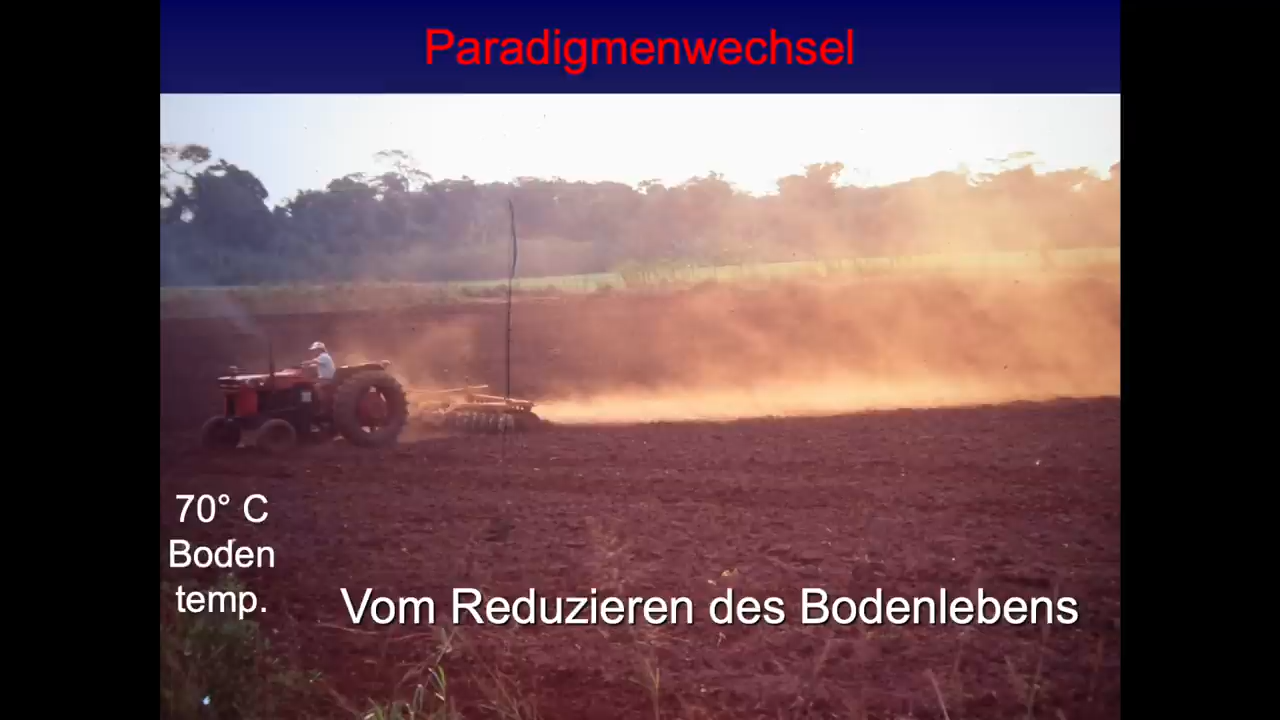 Paradigmenwechsel
70° C
Boden
temp.
Vom Reduzieren des Bodenlebens